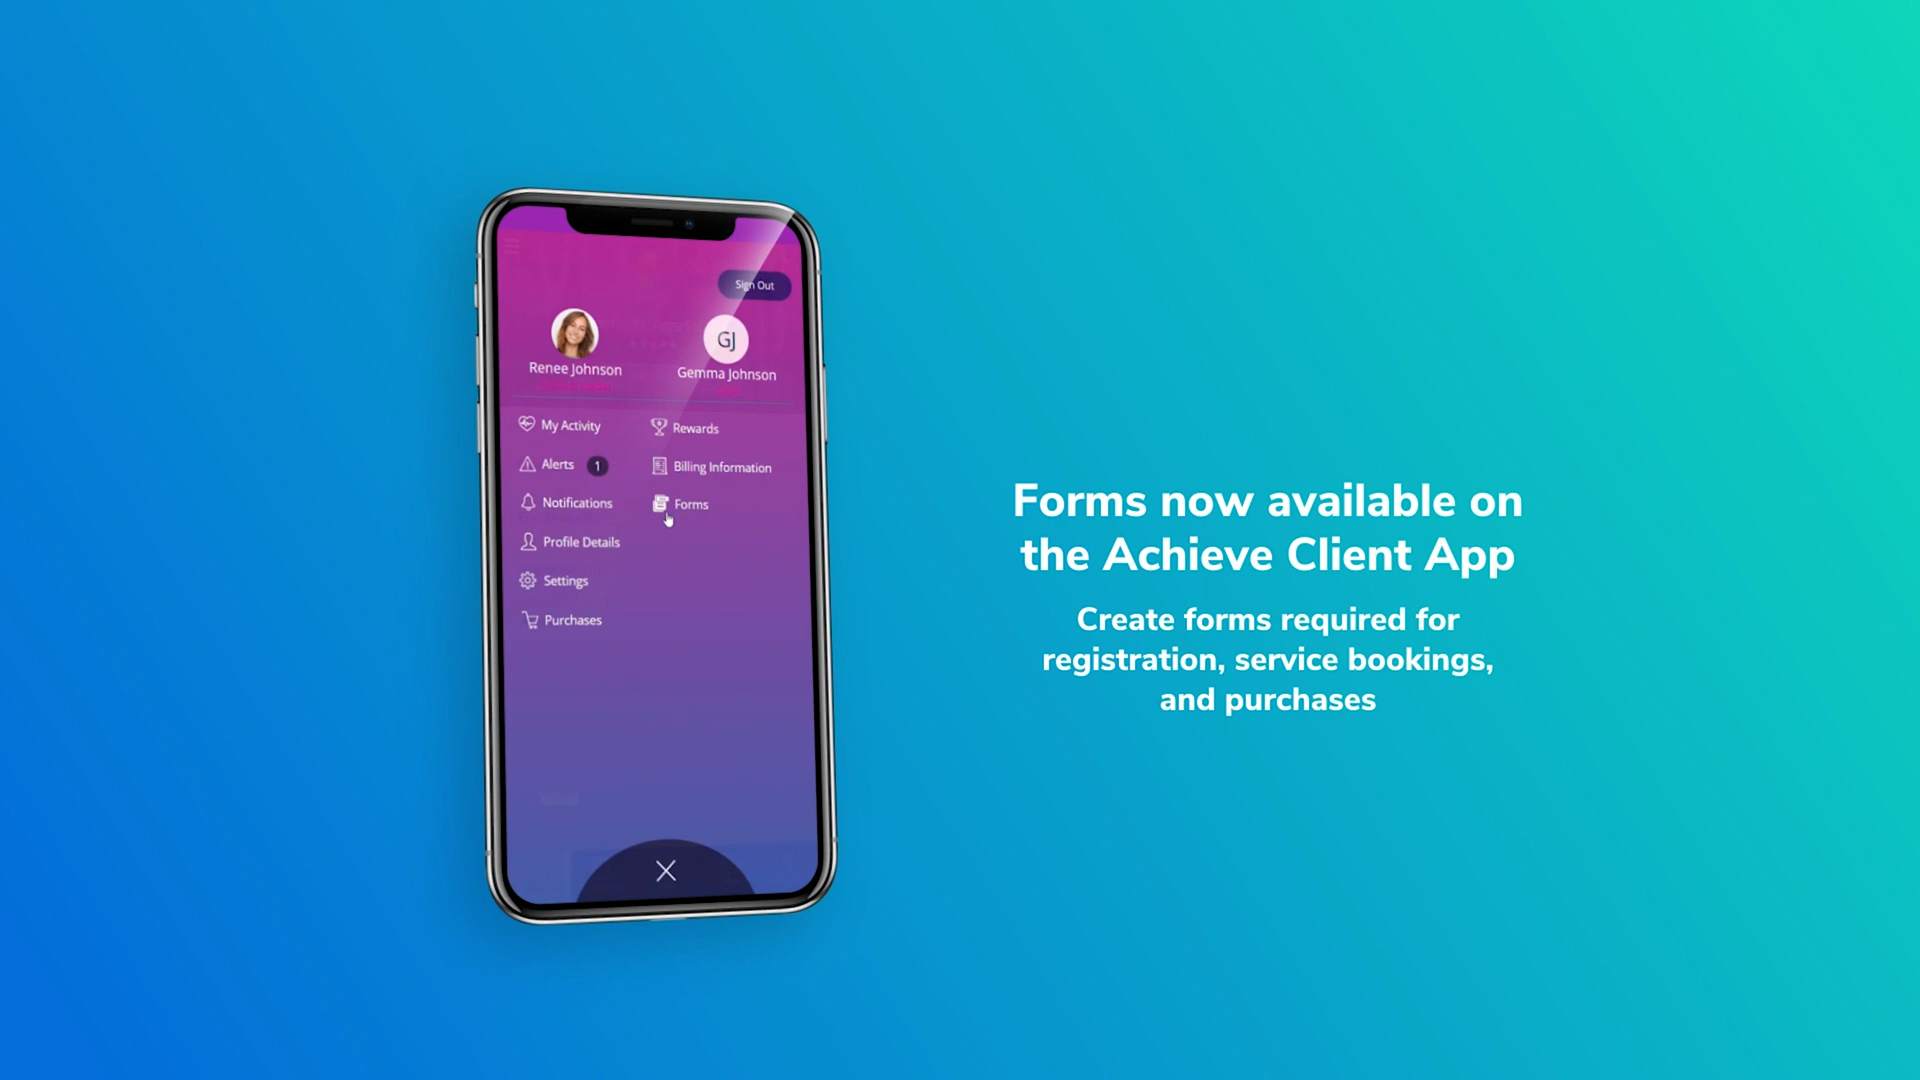 Sign Out
GJ
Renee Johnson
Gemma Johnson
My Activity
Rewards
Alerts 1
Billing Information
Notifications
Forms
Profile Details
Settings
Purchases
Forms now available on
the Achieve Client App
Create forms required for
registration, service bookings,
and purchases